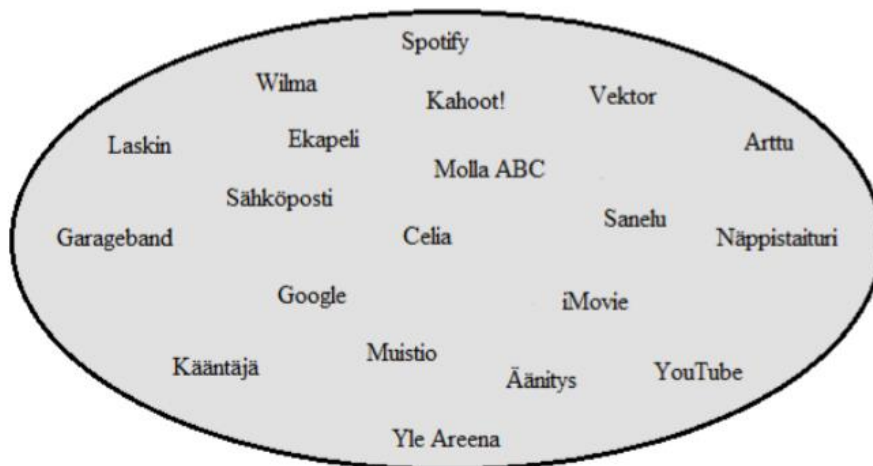 Spotify
Wilma
Kahoot!
Vektor
Laskin
Ekapeli
Arttu
Molla ABC
Sähköposti
Sanelu
Garageband
Celia
Näppistaituri
Google
iMovie
Kääntäjä
Muistio
Äänitys
YouTube
Yle Areena